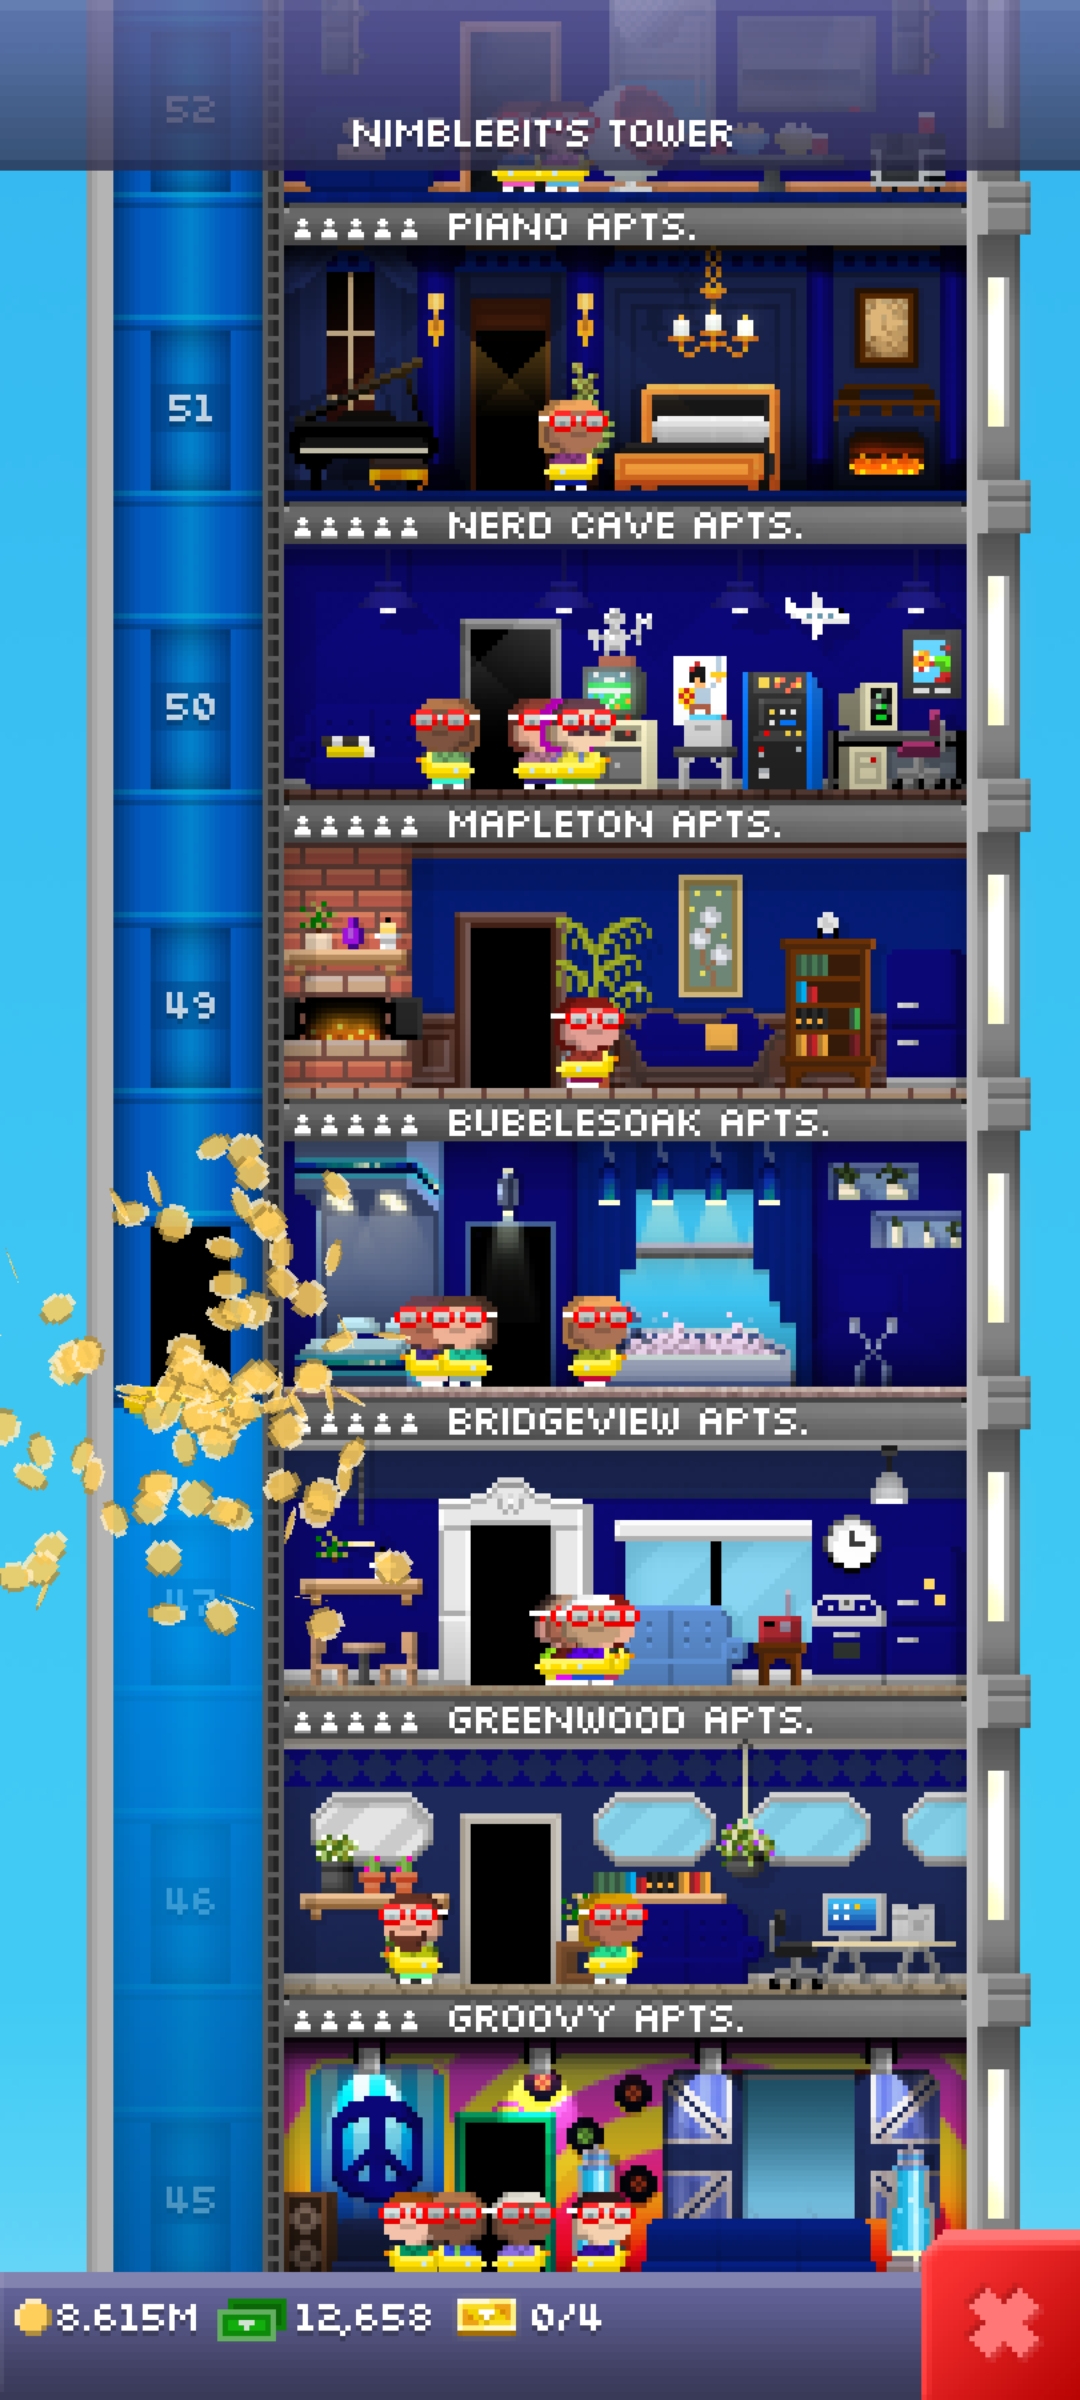 52
NIMBLEBIT'S TOWER
PIANO APTS.
51
NERD CAVE APTS.
50
MAPLETON APTS.
49
BUBBLESOAK APTS.
BRIDGEVIEW APTS.
47
GREENWOOD APTS.
46
GROOVY APTS.
45
8.615M 12,658 0/4